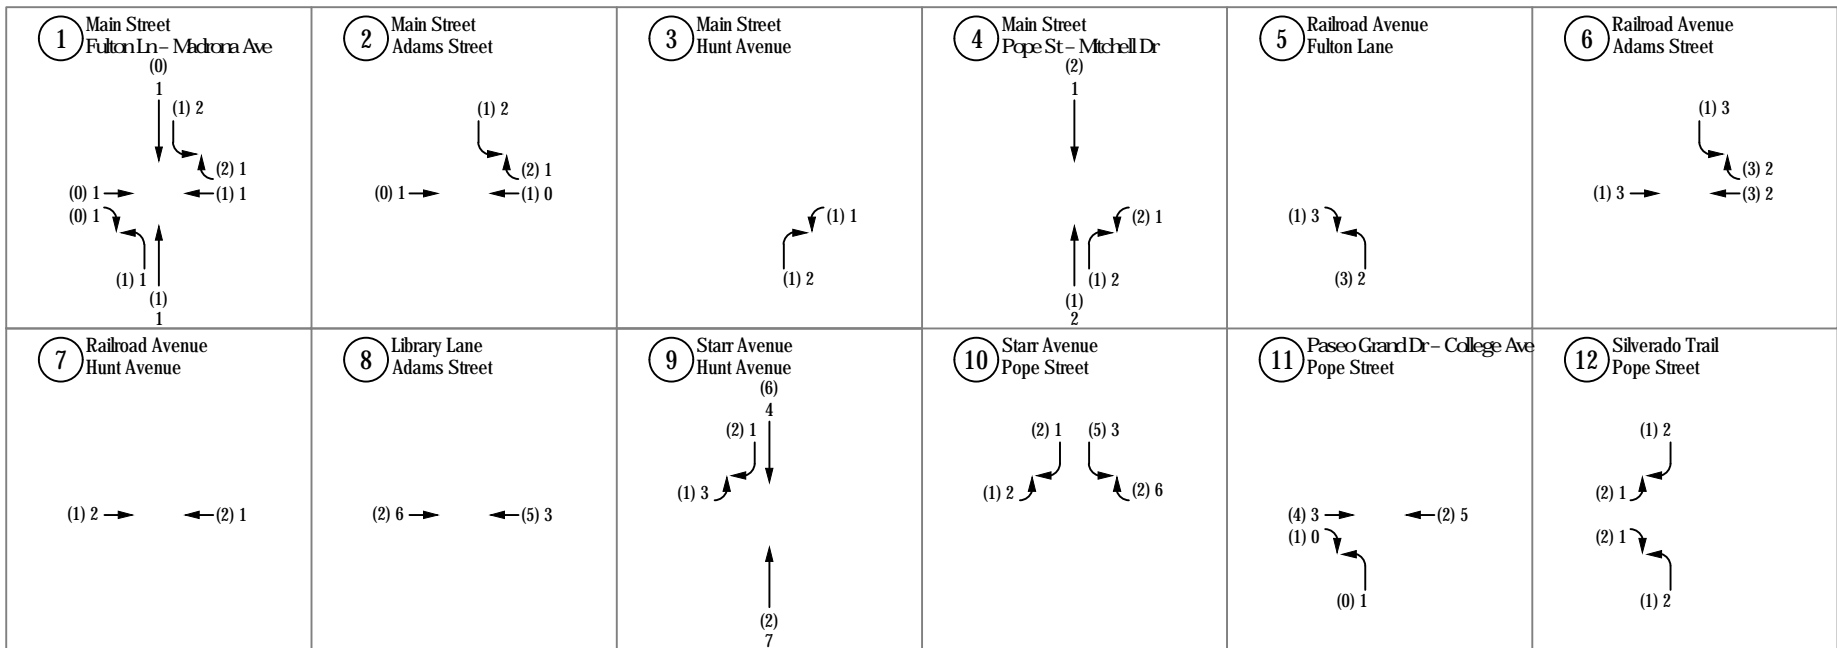 1
Main Street
Fulton Ln – Madrona Ave
(0)
1
(1) 2
(2) 1
(0) 1
(1) 1
(0) 1
(1) 1
(1)
1
2
Main Street
Adams Street
(1) 2
(2) 1
(0) 1
(1) 0
3
Main Street
Hunt Avenue
(1) 1
(1) 2
4
Main Street
Pope St – Mitchell Dr
(2)
1
(2) 1
(1) 2
(1)
2
5
Railroad Avenue
Fulton Lane
(1) 3
(3) 2
6
Railroad Avenue
Adams Street
(1) 3
(3) 2
(1) 3
(3) 2
7
Railroad Avenue
Hunt Avenue
(1) 2
(2) 1
8
Library Lane
Adams Street
(2) 6
(5) 3
9
Starr Avenue
Hunt Avenue
(6)
4
(2) 1
(1) 3
(2)
7
10
Starr Avenue
Pope Street
(2) 1
(5) 3
(1) 2
(2) 6
11
Paseo Grand Dr – College Ave
Pope Street
(4) 3
(2) 5
(1) 0
(0) 1
12
Silverado Trail
Pope Street
(1) 2
(2) 1
(2) 1
(1) 2